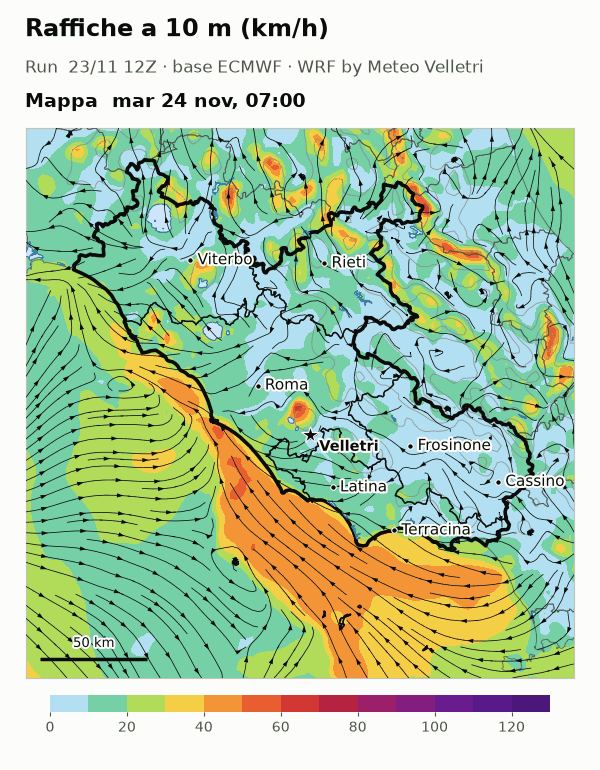 Raffiche a 10 m (km/h)
Run  23/11 12Z · base ECMWF · WRF by Meteo Velletri
Mappa  mar 24 nov, 07:00
Viterbo
Rieti
Roma
Velletri
Frosinone
Cassino
Latina
Terracina
50 km
0 20 40 60 80 100 120